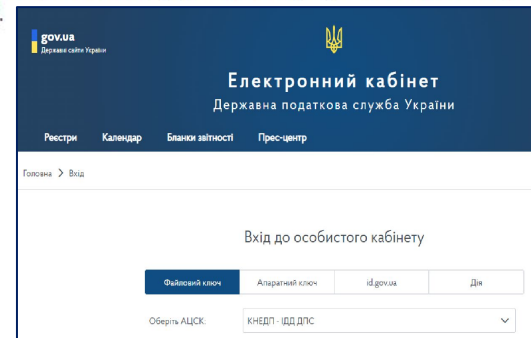 gov.ua
Державні сайти України
Електронний кабінет
Державна податкова служба України
Реєстри Календар Бланки звітності Прес-центр
Головна > Вхід
Вхід до особистого кабінету
Файловий ключ Апаратний ключ id.gov.ua Дія
Оберіть АЦСК: КНЕДП - ІДД ДПС